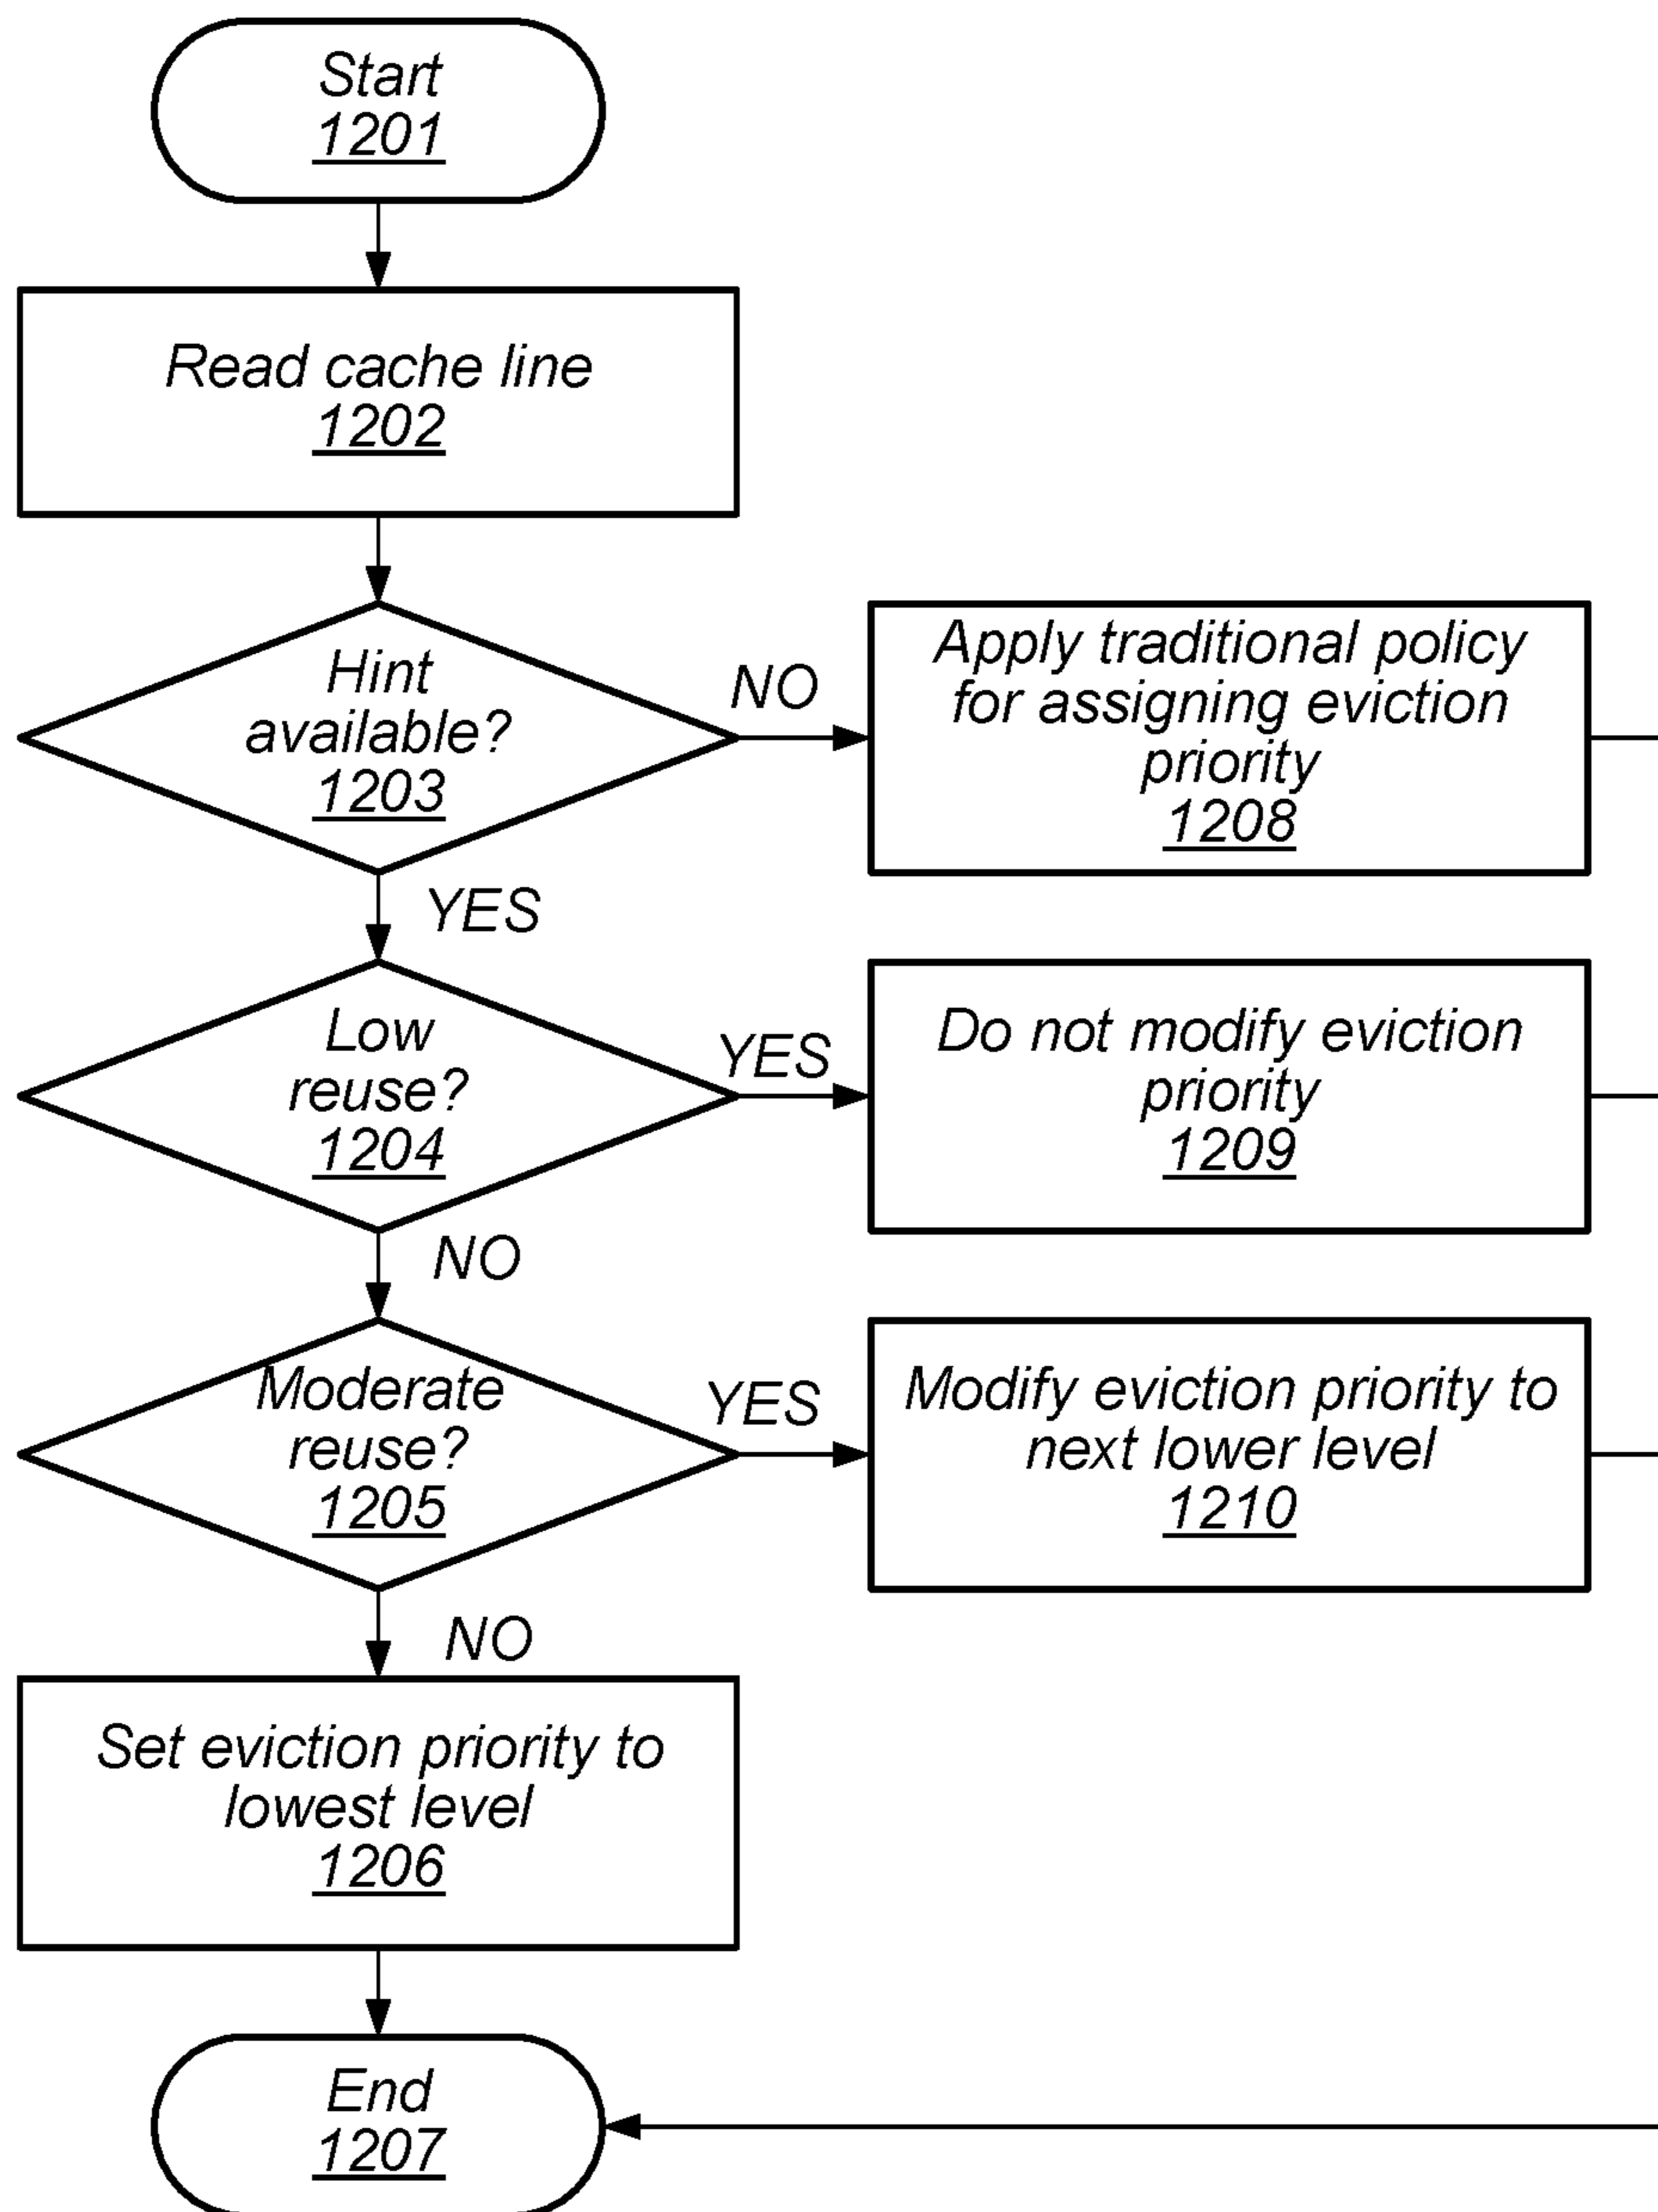 Start
1201
Read cache line
1202
Hint
available?
1203
NO
Apply traditional policy
for assigning eviction
priority
1208
YES
Low
reuse?
1204
YES
Do not modify eviction
priority
1209
NO
Moderate
reuse?
1205
YES
Modify eviction priority to
next lower level
1210
NO
Set eviction priority to
lowest level
1206
End
1207